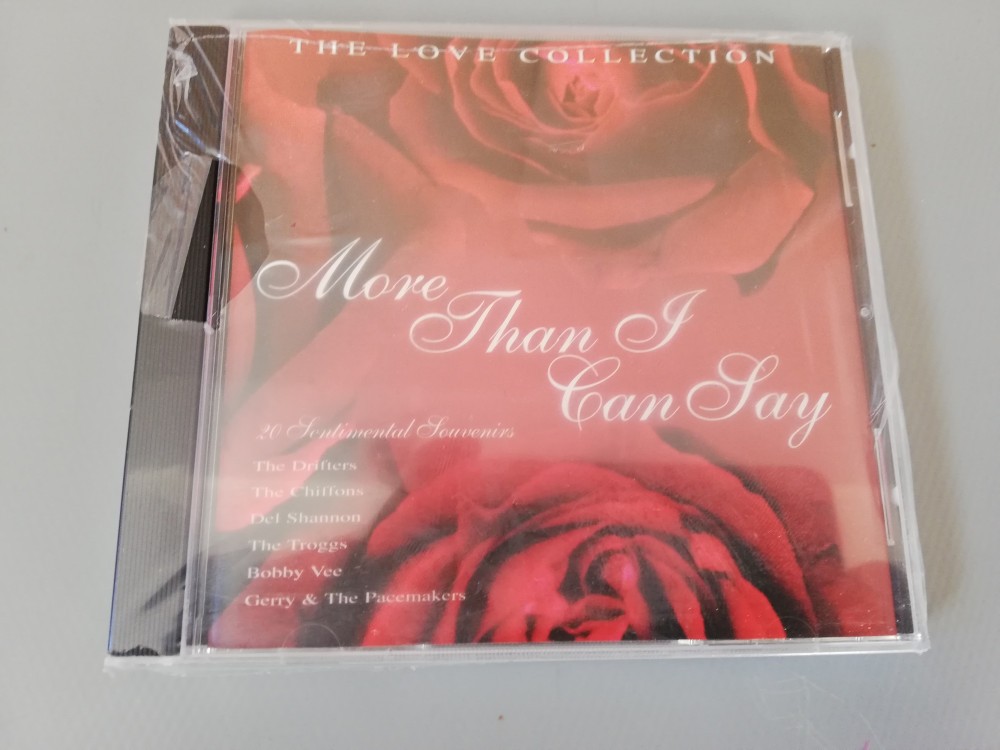 THE LOVE COLLECTION
More
Than I
Can Say
20 Sentimental Souvenirs
The Drifters
The Chiffons
Del Shannon
The Troggs
Bobby Vee
Gerry & The Pacemakers